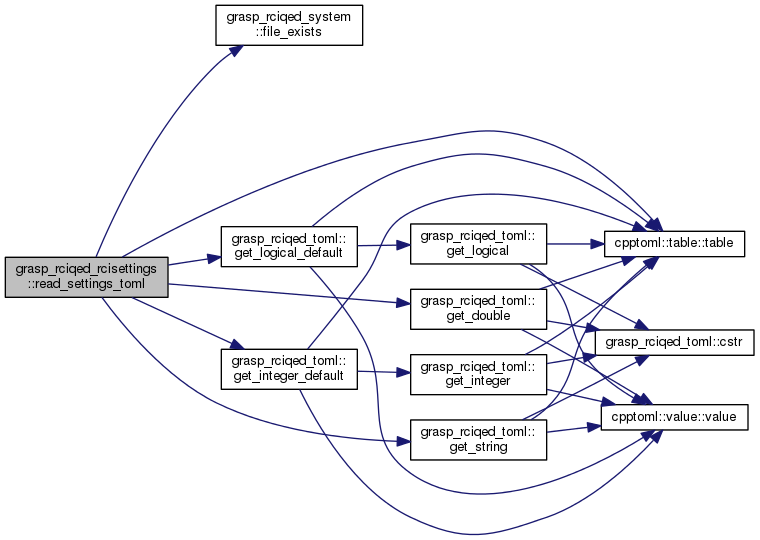 grasp_rciqed_system
::file_exists
grasp_rciqed_rcisettings
::read_settings_toml
grasp_rciqed_toml::
get_logical_default
grasp_rciqed_toml::
get_integer_default
grasp_rciqed_toml::
get_logical
grasp_rciqed_toml::
get_double
grasp_rciqed_toml::
get_integer
grasp_rciqed_toml::
get_string
cpptoml::table::table
grasp_rciqed_toml::cstr
cpptoml::value::value